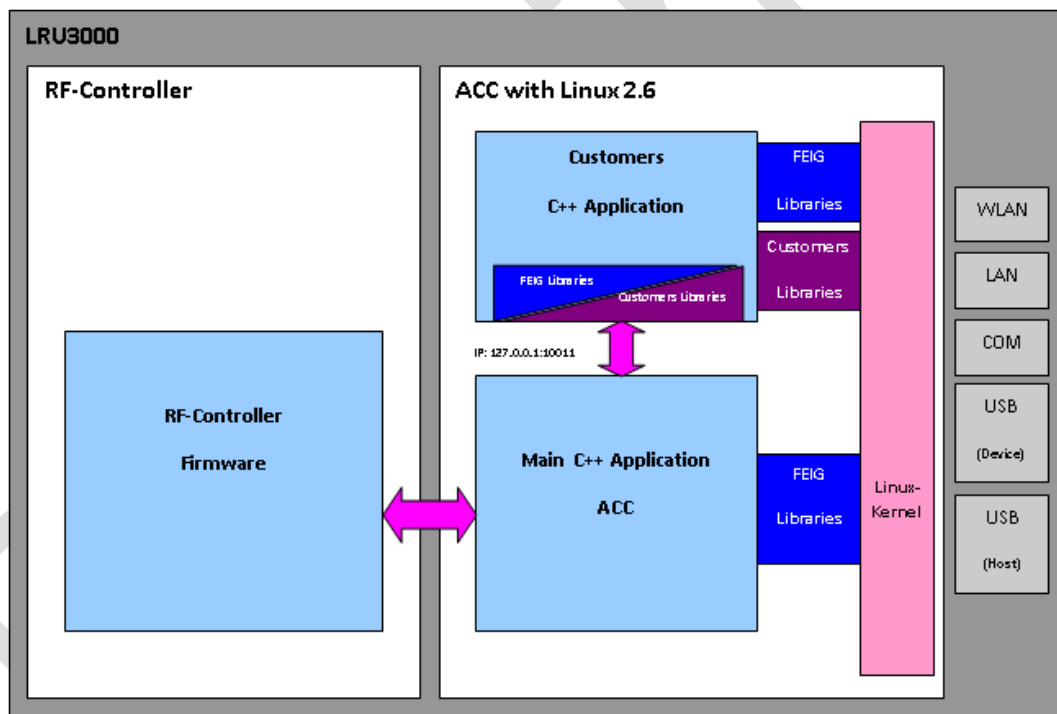 LRU3000
RF-Controller
RF-Controller
Firmware
ACC with Linux 2.6
Customers
C++ Application
FEIG Libraries
Customers Libraries
FEIG
Libraries
Customers
Libraries
IP: 127.0.0.1:10011
Main C++ Application
ACC
FEIG
Libraries
Linux-
Kernel
WLAN
LAN
COM
USB
(Device)
USB
(Host)